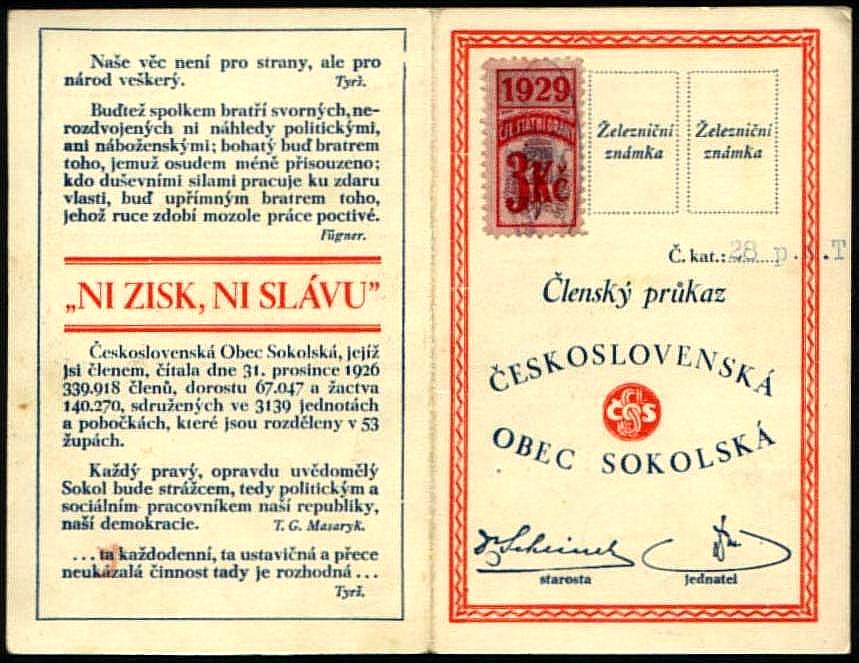 Naše věc není pro strany, ale pro
národ veškerý. Tyrš.
Buďtež spolkem bratří svorných, ne-
rozdvojených ni náhledy politickými,
ani náboženskými; bohatý buď bratrem
toho, jemuž osudem méně přisouzeno;
kdo duševními silami pracuje ku zdaru
vlasti, buď upřímným bratrem toho,
jehož ruce zdobí mozole práce poctivé.
Fügner.
„NI ZISK, NI SLÁVU”
Československá Obec Sokolská, jejíž
jsi členem, čítala dne 31. prosince 1926
339.918 členů, dorostu 67.047 a žactva
140.270, sdružených ve 3139 jednotách
a pobočkách, které jsou rozděleny v 53
župách.
Každý pravý, opravdu uvědomělý
Sokol bude strážcem, tedy politickým a
sociálním pracovníkem naší republiky,
naší demokracie. T. G. Masaryk.
...ta každodenní, ta ustavičná a přece
neukázalá činnost tady je rozhodná...
Tyrš.
1929
3Kč
Železniční
známka
Železniční
známka
Č. kat.: 28 p. .T
Členský průkaz
ČESKOSLOVENSKÁ
ČOS
OBEC SOKOLSKÁ
Dr Scheiner
starosta
jednatel